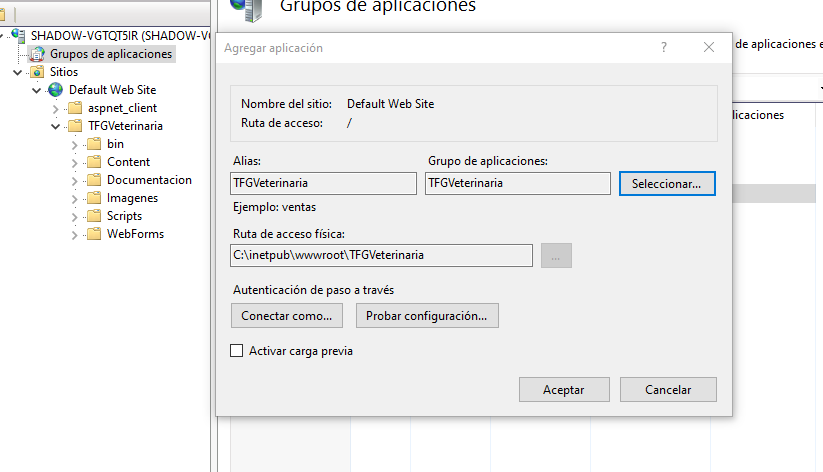 Grupos de aplicaciones
SHADOW-VGTQT5IR (SHADOW-VG
Grupos de aplicaciones
Sitios
Default Web Site
aspnet_client
TFGVeterinaria
bin
Content
Documentacion
Imagenes
Scripts
WebForms
Agregar aplicación
? ×
de aplicaciones e
licaciones
Nombre del sitio: Default Web Site
Ruta de acceso: /
Alias: Grupo de aplicaciones:
TFGVeterinaria TFGVeterinaria Seleccionar...
Ejemplo: ventas
Ruta de acceso física:
C:\inetpub\wwwroot\TFGVeterinaria ...
Autenticación de paso a través
Conectar como... Probar configuración...
Activar carga previa
Aceptar Cancelar